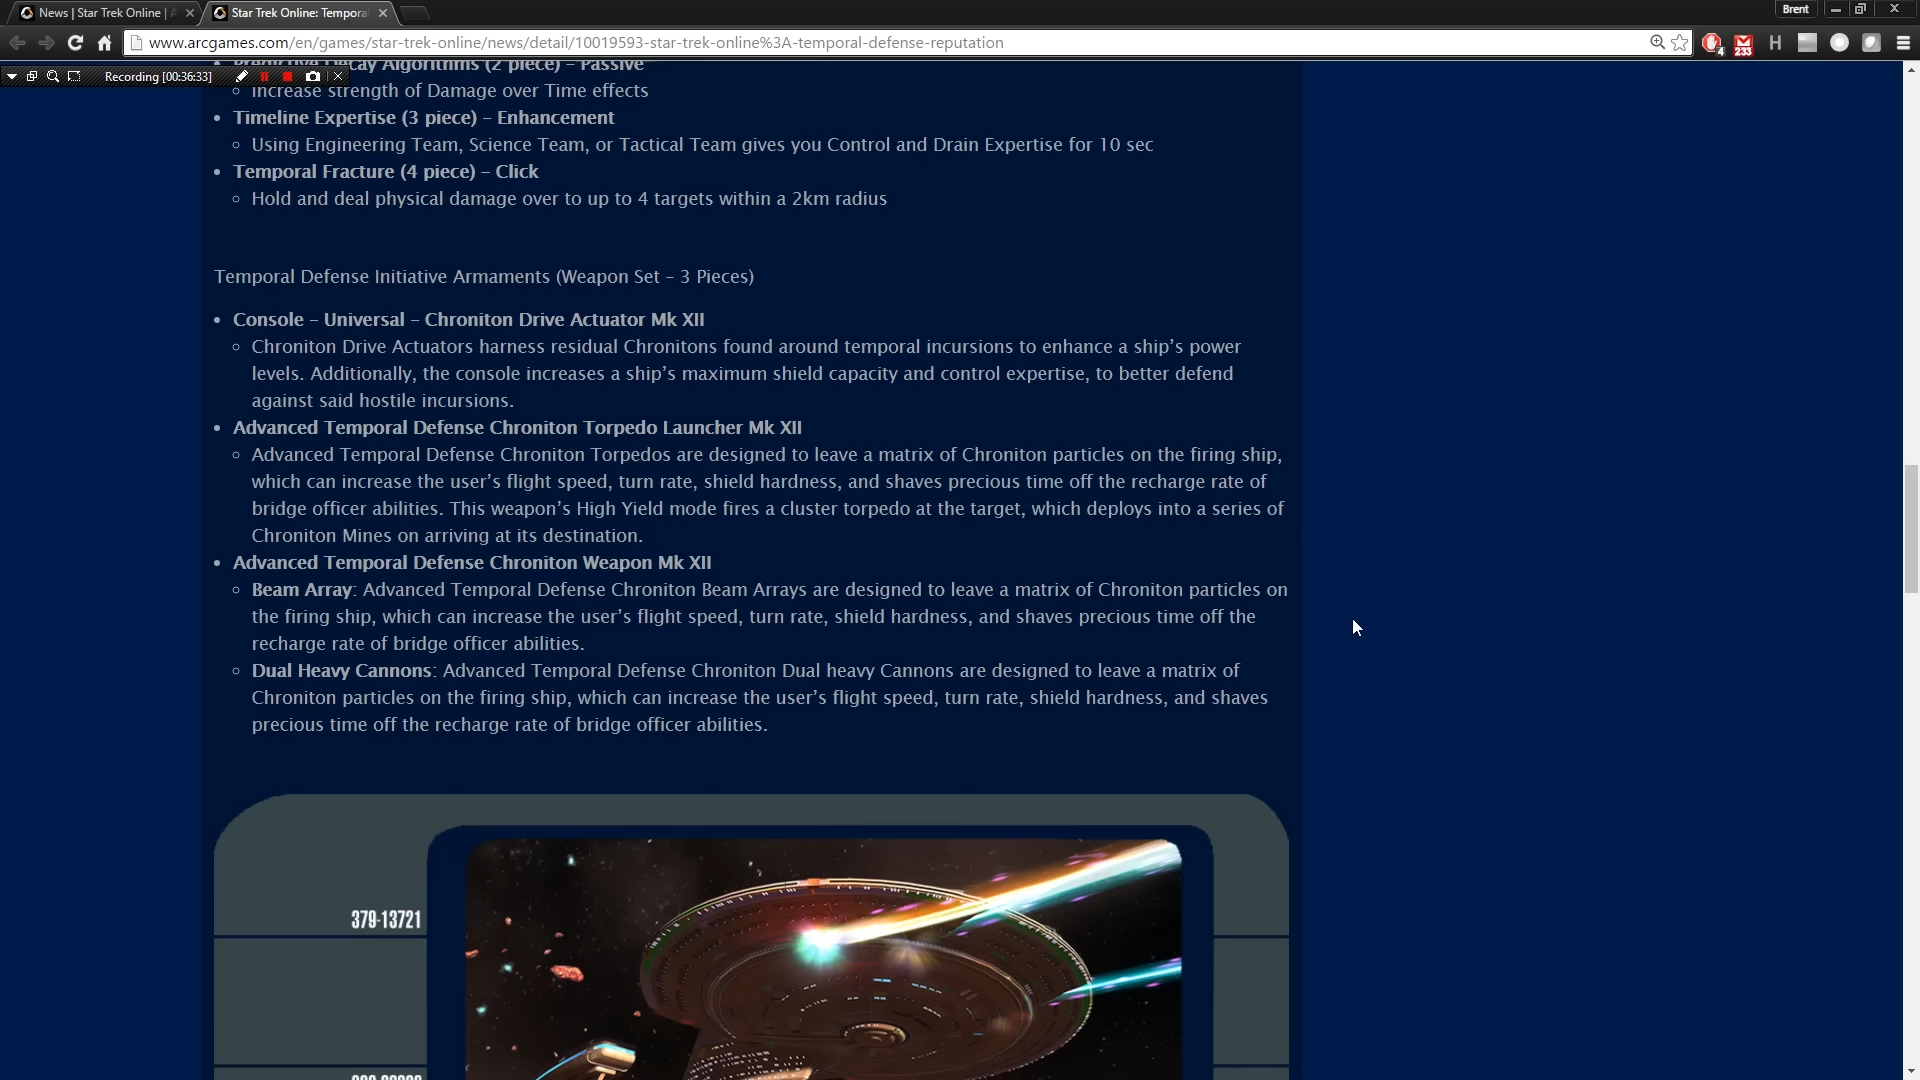 News | Star Trek Online |
Star Trek Online: Tempora
Brent
www.arcgames.com/en/games/star-trek-online/news/detail/10019593-star-trek-online%3A-temporal-defense-reputation
4
233
H
Recording [00:36:33]
Decay Algorithms (2 piece) – Passive
Increase strength of Damage over Time effects
Timeline Expertise (3 piece) – Enhancement
Using Engineering Team, Science Team, or Tactical Team gives you Control and Drain Expertise for 10 sec
Temporal Fracture (4 piece) – Click
Hold and deal physical damage over to up to 4 targets within a 2km radius
Temporal Defense Initiative Armaments (Weapon Set – 3 Pieces)
Console – Universal – Chroniton Drive Actuator Mk XII
Chroniton Drive Actuators harness residual Chronitons found around temporal incursions to enhance a ship’s power
levels. Additionally, the console increases a ship’s maximum shield capacity and control expertise, to better defend
against said hostile incursions.
Advanced Temporal Defense Chroniton Torpedo Launcher Mk XII
Advanced Temporal Defense Chroniton Torpedos are designed to leave a matrix of Chroniton particles on the firing ship,
which can increase the user’s flight speed, turn rate, shield hardness, and shaves precious time off the recharge rate of
bridge officer abilities. This weapon’s High Yield mode fires a cluster torpedo at the target, which deploys into a series of
Chroniton Mines on arriving at its destination.
Advanced Temporal Defense Chroniton Weapon Mk XII
Beam Array: Advanced Temporal Defense Chroniton Beam Arrays are designed to leave a matrix of Chroniton particles on
the firing ship, which can increase the user’s flight speed, turn rate, shield hardness, and shaves precious time off the
recharge rate of bridge officer abilities.
Dual Heavy Cannons: Advanced Temporal Defense Chroniton Dual heavy Cannons are designed to leave a matrix of
Chroniton particles on the firing ship, which can increase the user’s flight speed, turn rate, shield hardness, and shaves
precious time off the recharge rate of bridge officer abilities.
379-13721